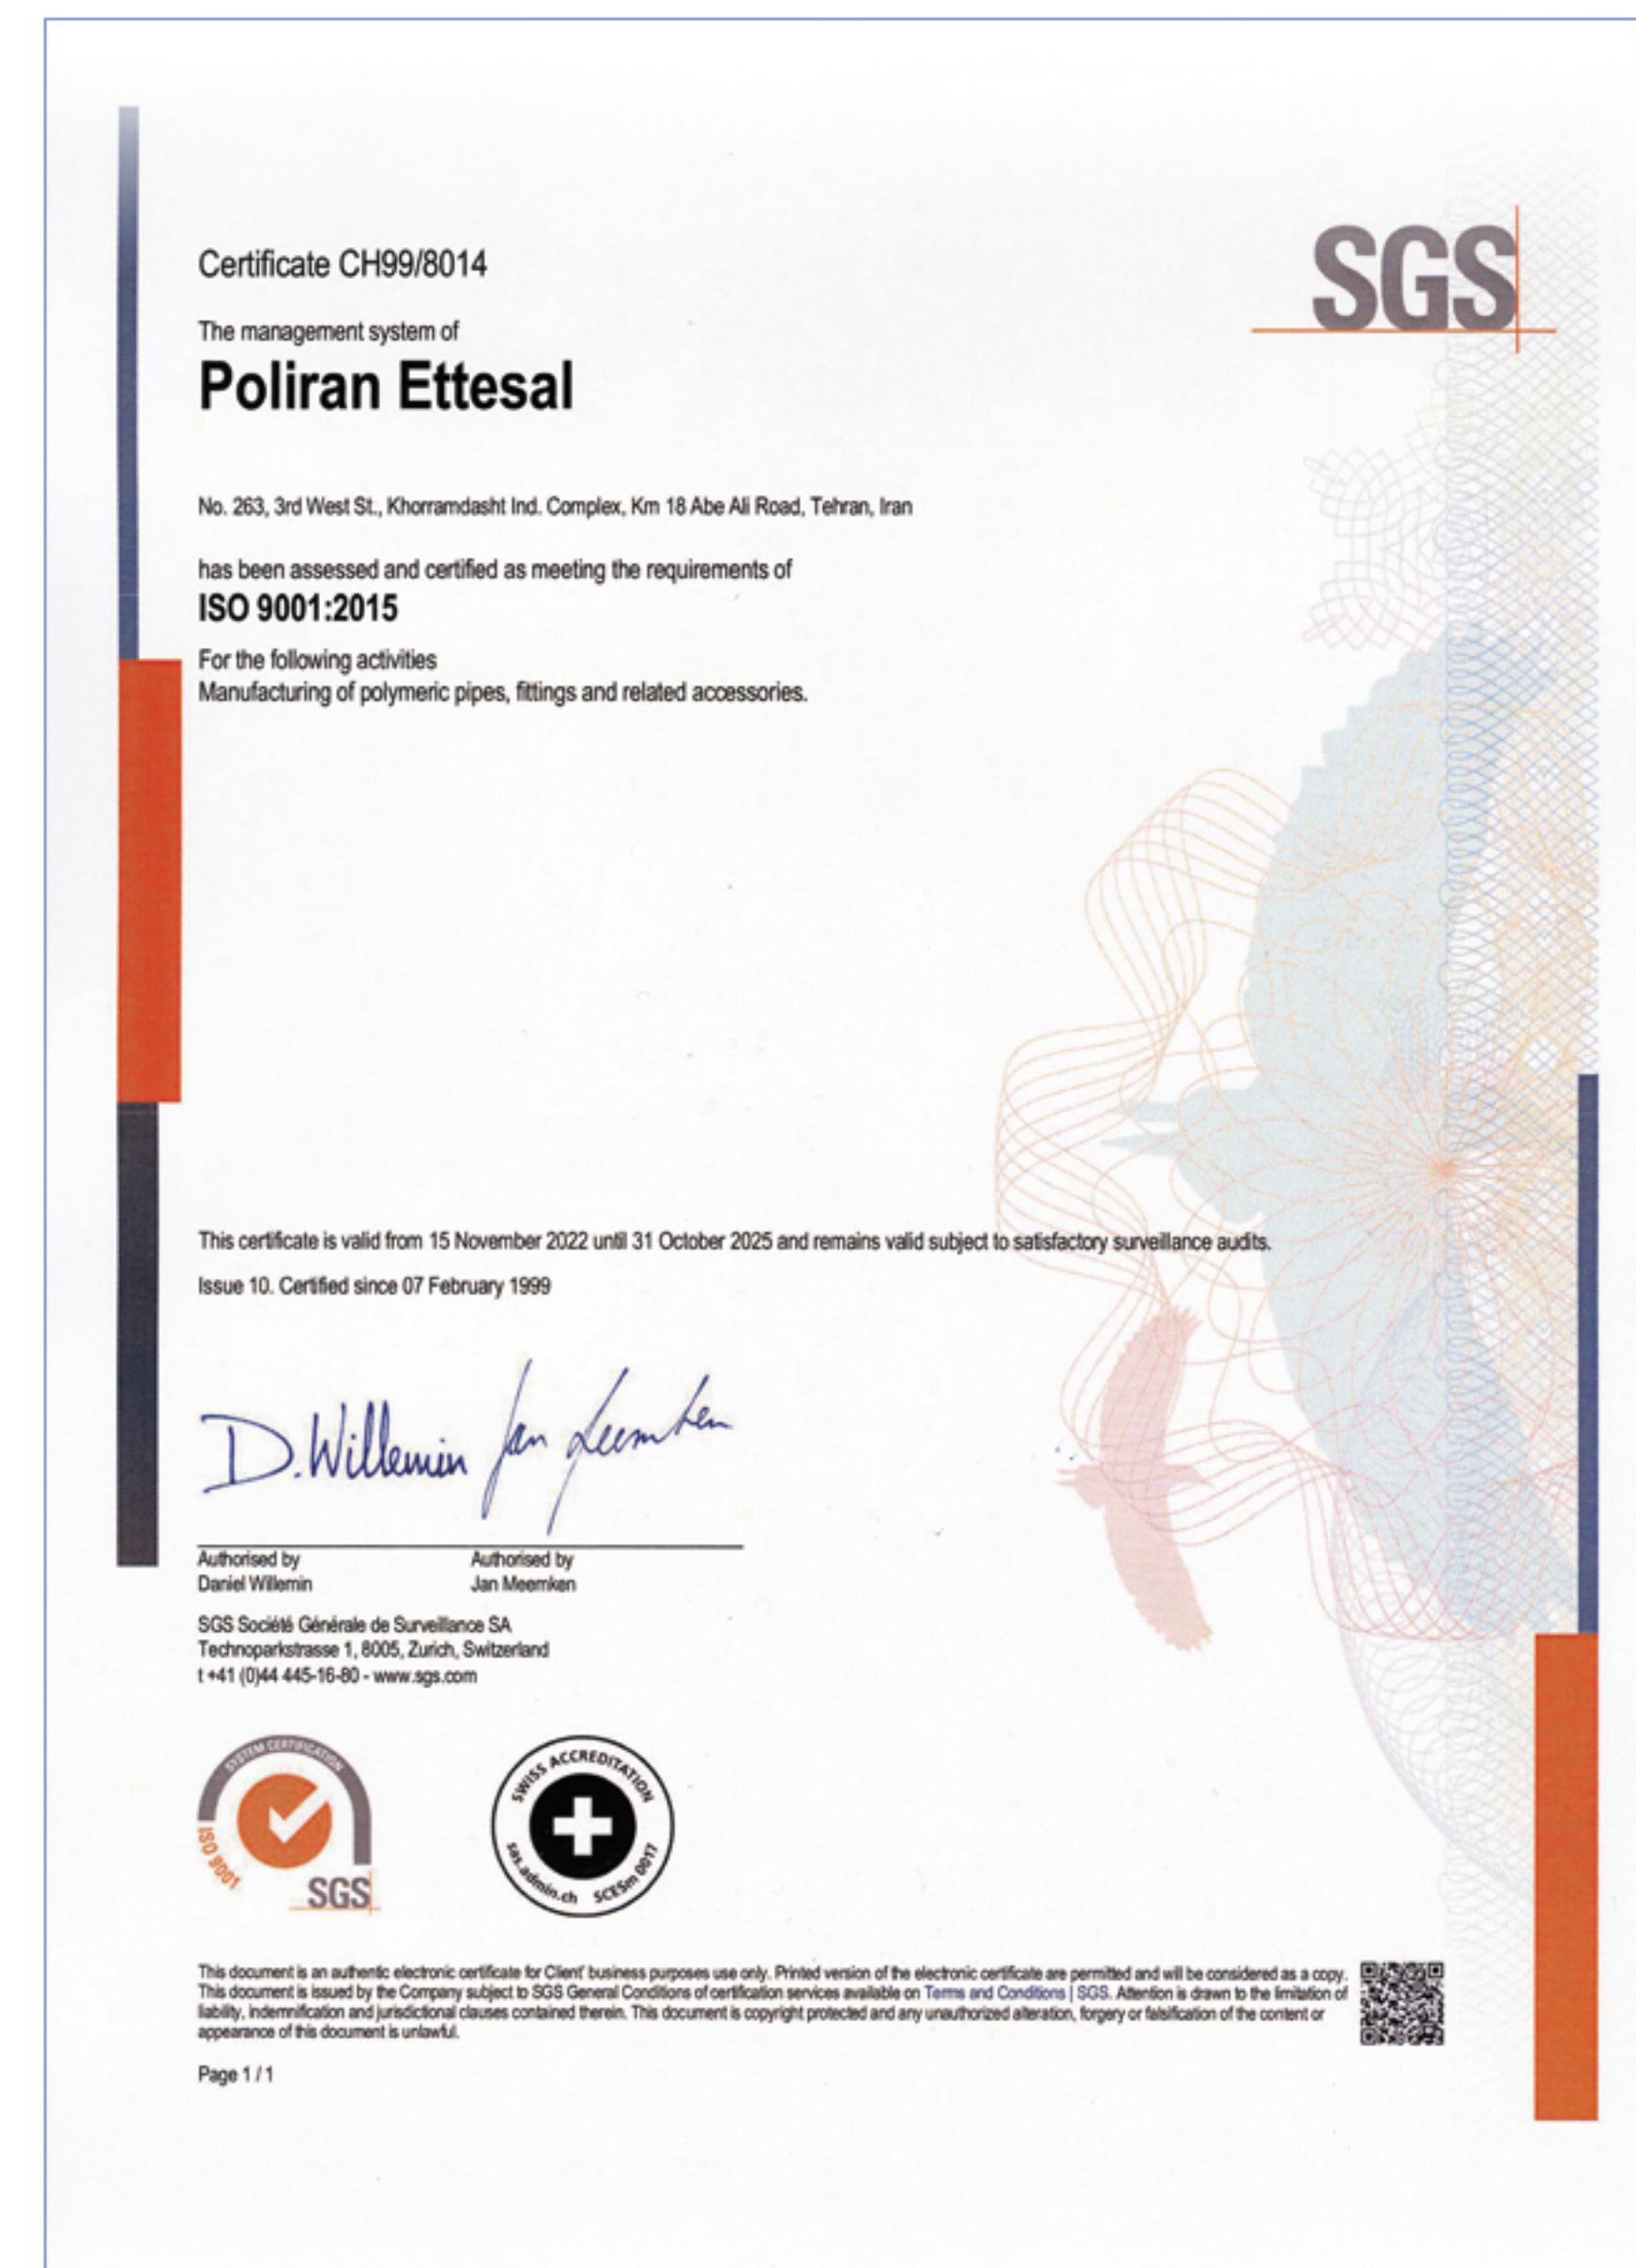 SGS
Certificate CH99/8014
The management system of
Poliran Ettesal
No. 263, 3rd West St., Khorramdasht Ind. Complex, Km 18 Abe Ali Road, Tehran, Iran
has been assessed and certified as meeting the requirements of
ISO 9001:2015
For the following activities
Manufacturing of polymeric pipes, fittings and related accessories.
This certificate is valid from 15 November 2022 until 31 October 2025 and remains valid subject to satisfactory surveillance audits.
Issue 10. Certified since 07 February 1999
D. Willemin Jan Meemken
Authorised by Authorised by
Daniel Willemin Jan Meemken
SGS Société Générale de Surveillance SA
Technoparkstrasse 1, 8005, Zurich, Switzerland
t +41 (0)44 445-16-80 - www.sgs.com
SYSTEM CERTIFICATION
ISO 9001
SGS
SWISS ACCREDITATION
sas.admin.ch SCESm 0017
This document is an authentic electronic certificate for Client' business purposes use only. Printed version of the electronic certificate are permitted and will be considered as a copy.
This document is issued by the Company subject to SGS General Conditions of certification services available on Terms and Conditions | SGS. Attention is drawn to the limitation of
liability, indemnification and jurisdictional clauses contained therein. This document is copyright protected and any unauthorized alteration, forgery or falsification of the content or
appearance of this document is unlawful.
Page 1 / 1